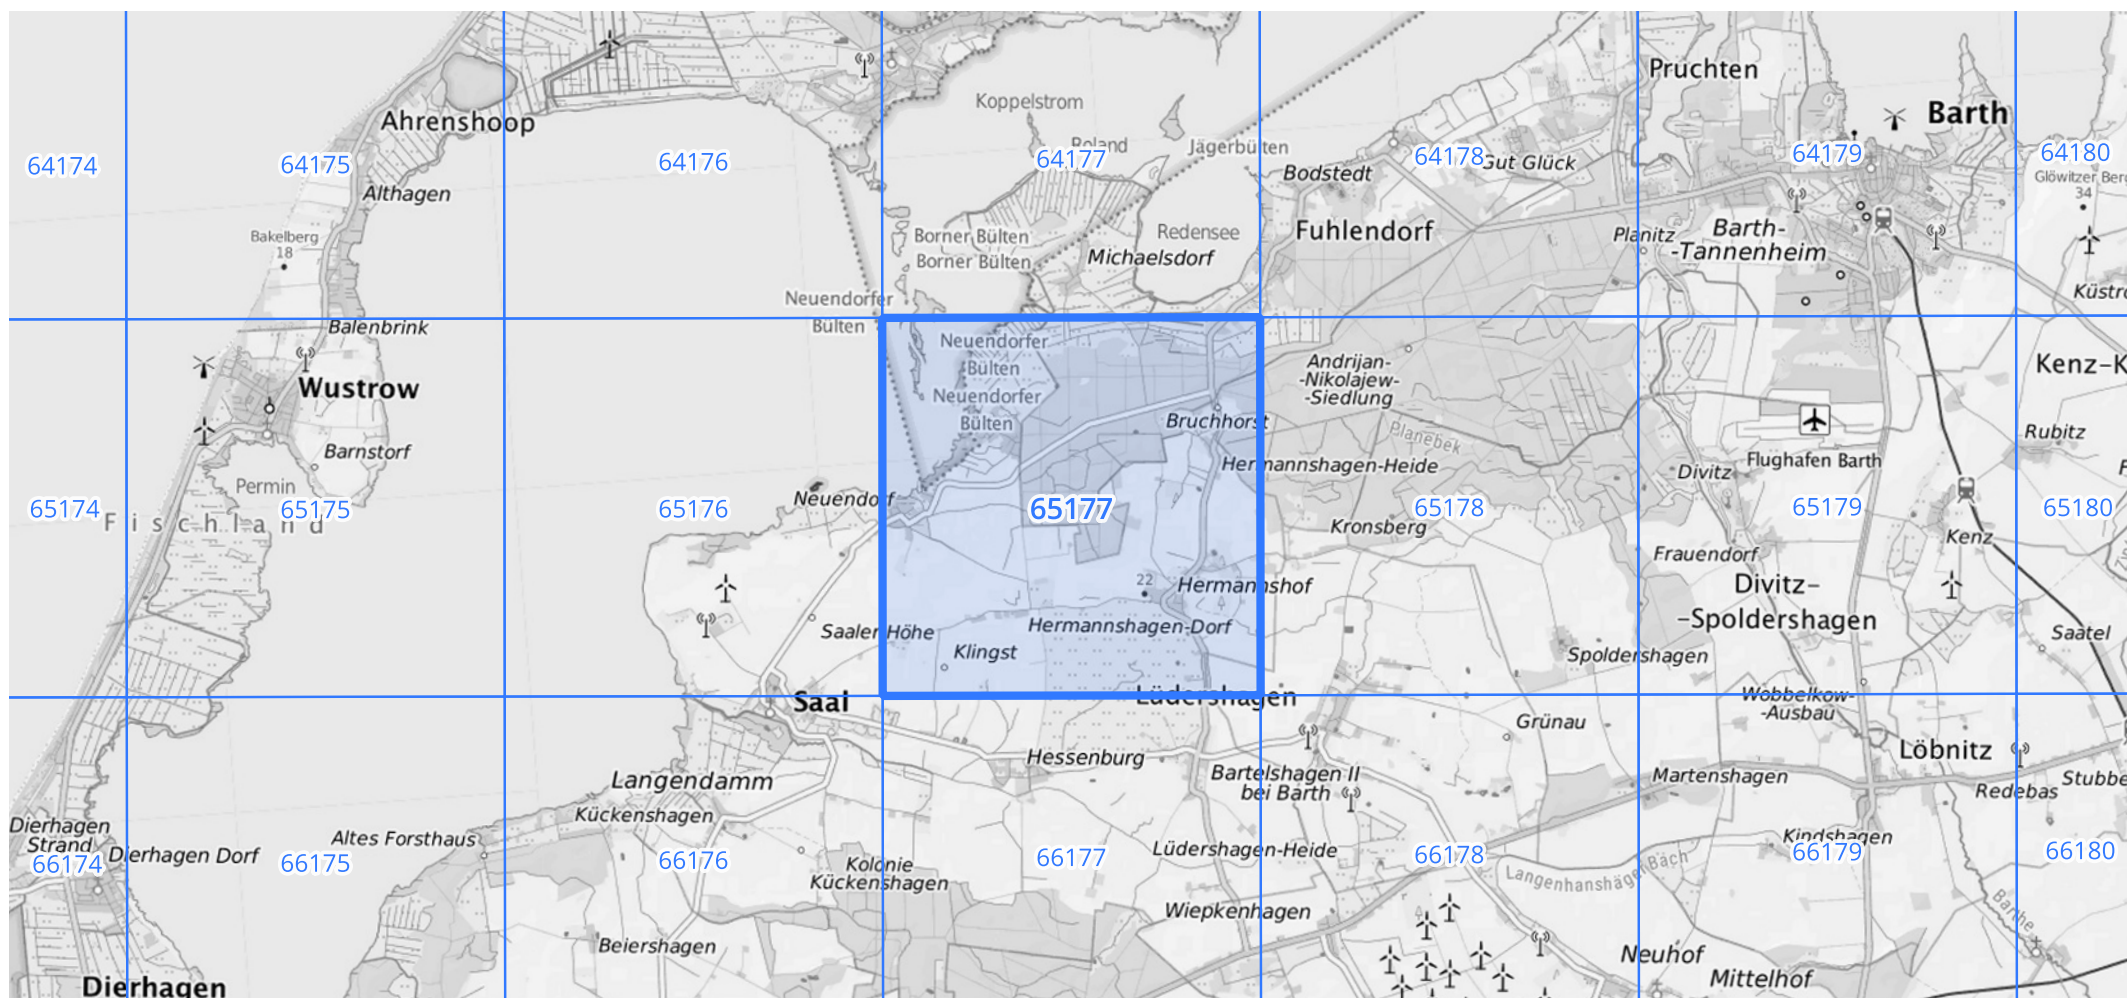 Pruchten
Barth
Koppelstrom
Ahrenshoop
Roland
Jägerbülten
64174
64175
64176
64177
64178
Gut Glück
64179
64180
Glöwitzer Berg
34
Bodstedt
Althagen
Bakelberg
18
Borner Bülten
Borner Bülten
Redensee
Michaelsdorf
Fuhlendorf
Planitz
Barth-
-Tannenheim
Neuendorfer
Bülten
Küstro
Balenbrink
Wustrow
Neuendorfer
Bülten
Neuendorfer
Bülten
Andrijan-
-Nikolajew-
-Siedlung
Kenz-K
Bruchhorst
Planebek
Rubitz
Barnstorf
Hermannshagen-Heide
Divitz
Flughafen Barth
Permin
Neuendorf
65174
Fischland
65175
65176
65177
65178
65179
65180
Kronsberg
Kenz
Frauendorf
22
Hermannshof
Divitz-
-Spoldershagen
Saaler Höhe
Hermannshagen-Dorf
Klingst
Spoldershagen
Saatel
Saal
Lüdershagen
Wobbelkow-
-Ausbau
Grünau
Löbnitz
Hessenburg
Bartelshagen II
bei Barth
Langendamm
Martenshagen
Stubbe
Redebas
Kückenshagen
Dierhagen
Strand
Dierhagen Dorf
Altes Forsthaus
Kindshagen
66174
66175
66176
66177
66178
66179
66180
Lüdershagen-Heide
Kolonie
Kückenshagen
Langenhanshäger Bach
Wiepkenhagen
Barthe
Beiershagen
Neuhof
Mittelhof
Dierhagen